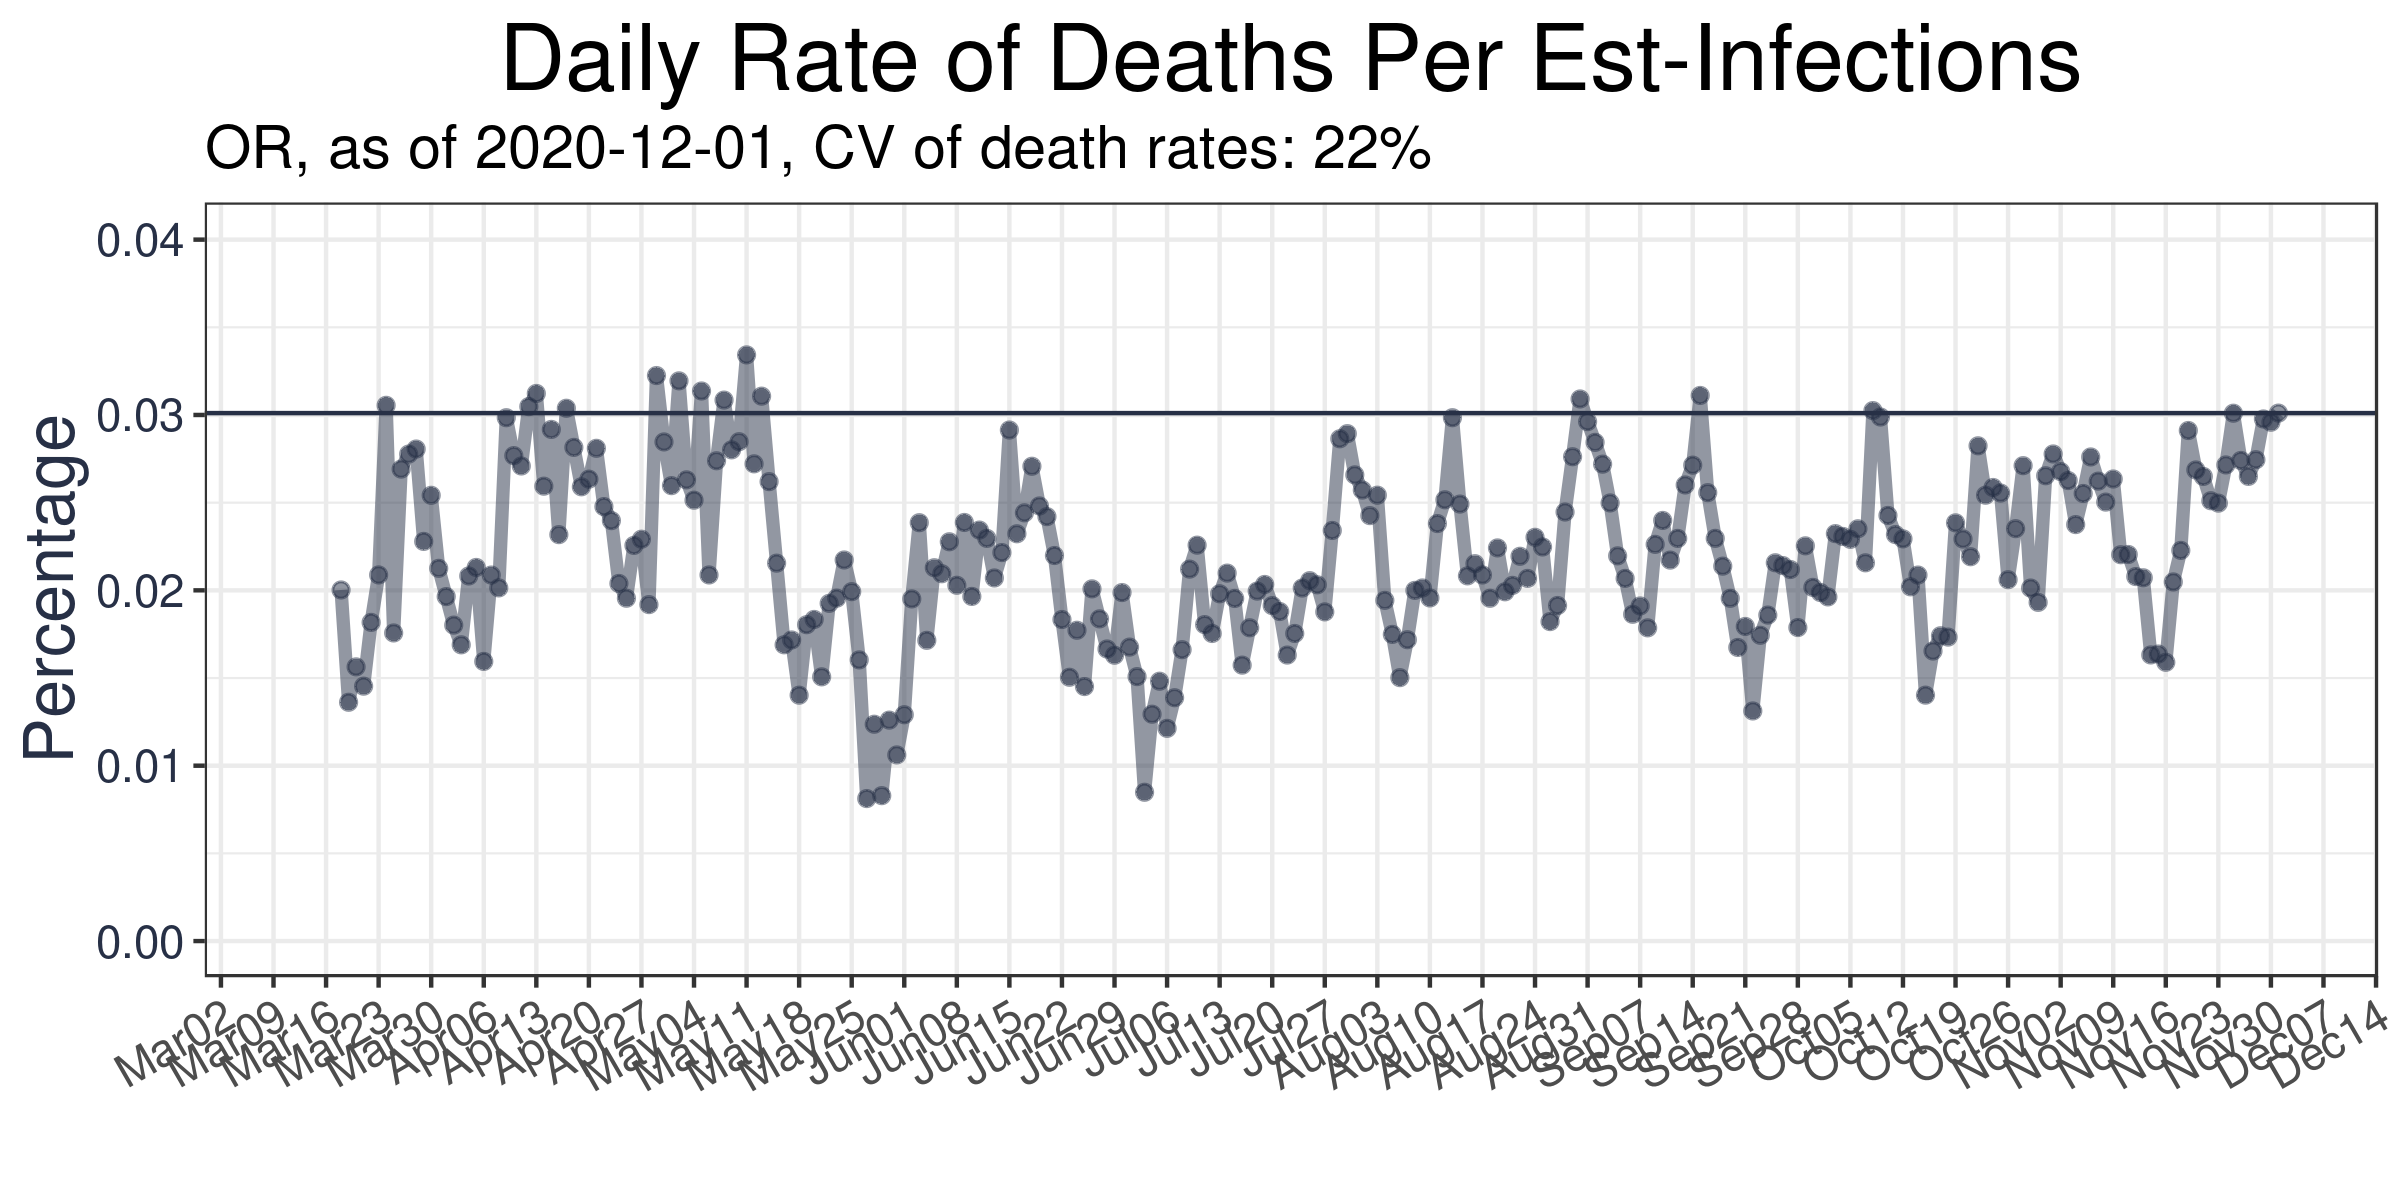 Daily Rate of Deaths Per Est-Infections
OR, as of 2020-12-01, CV of death rates: 22%
Percentage
0.04
0.03
0.02
0.01
0.00
Mar02 Mar09 Mar16 Mar23 Mar30 Apr06 Apr13 Apr20 Apr27 May04 May11 May18 May25 Jun01 Jun08 Jun15 Jun22 Jun29 Jul06 Jul13 Jul20 Jul27 Aug03 Aug10 Aug17 Aug24 Aug31 Sep07 Sep14 Sep21 Sep28 Oct05 Oct12 Oct19 Oct26 Nov02 Nov09 Nov16 Nov23 Nov30 Dec07 Dec14